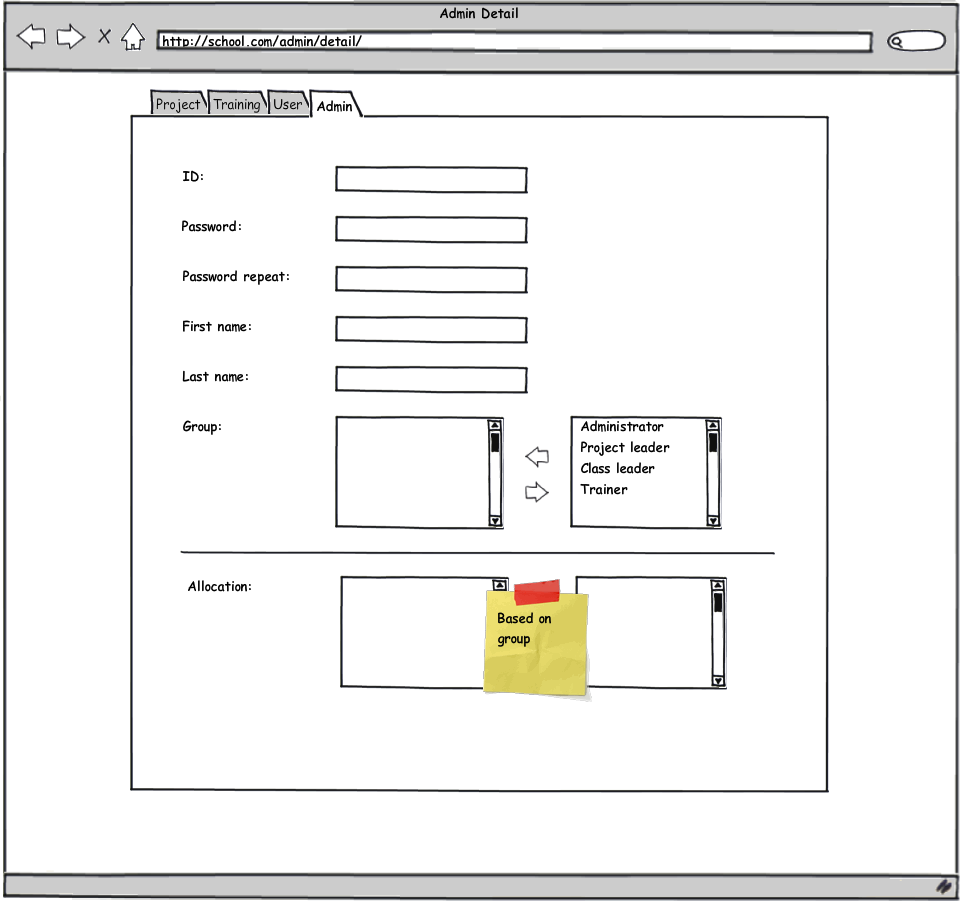 Admin Detail
http://school.com/admin/detail/
Project Training User Admin
ID:
Password:
Password repeat:
First name:
Last name:
Group:
Administrator
Project leader
Class leader
Trainer
Allocation:
Based on
group